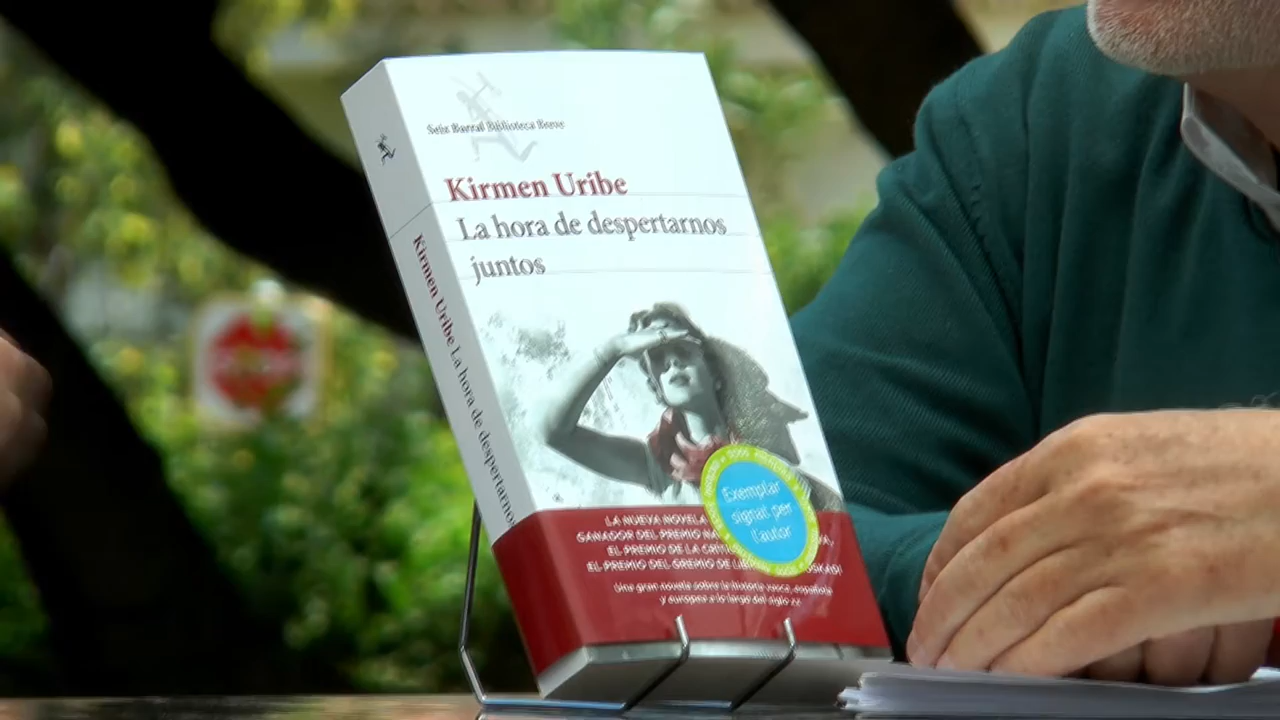 Seix Barral Biblioteca Breve
Kirmen Uribe
La hora de despertarnos
juntos
Kirmen Uribe La hora de despertarnos
Exemplar
signat per
l'autor
LA NUEVA NOVELA
GANADOR DEL PREMIO
EL PREMIO DE LA CRÍTICA
EL PREMIO DEL GREMIO DE
Una gran novela sobre la historia vasca, española
y europea a lo largo del siglo xx